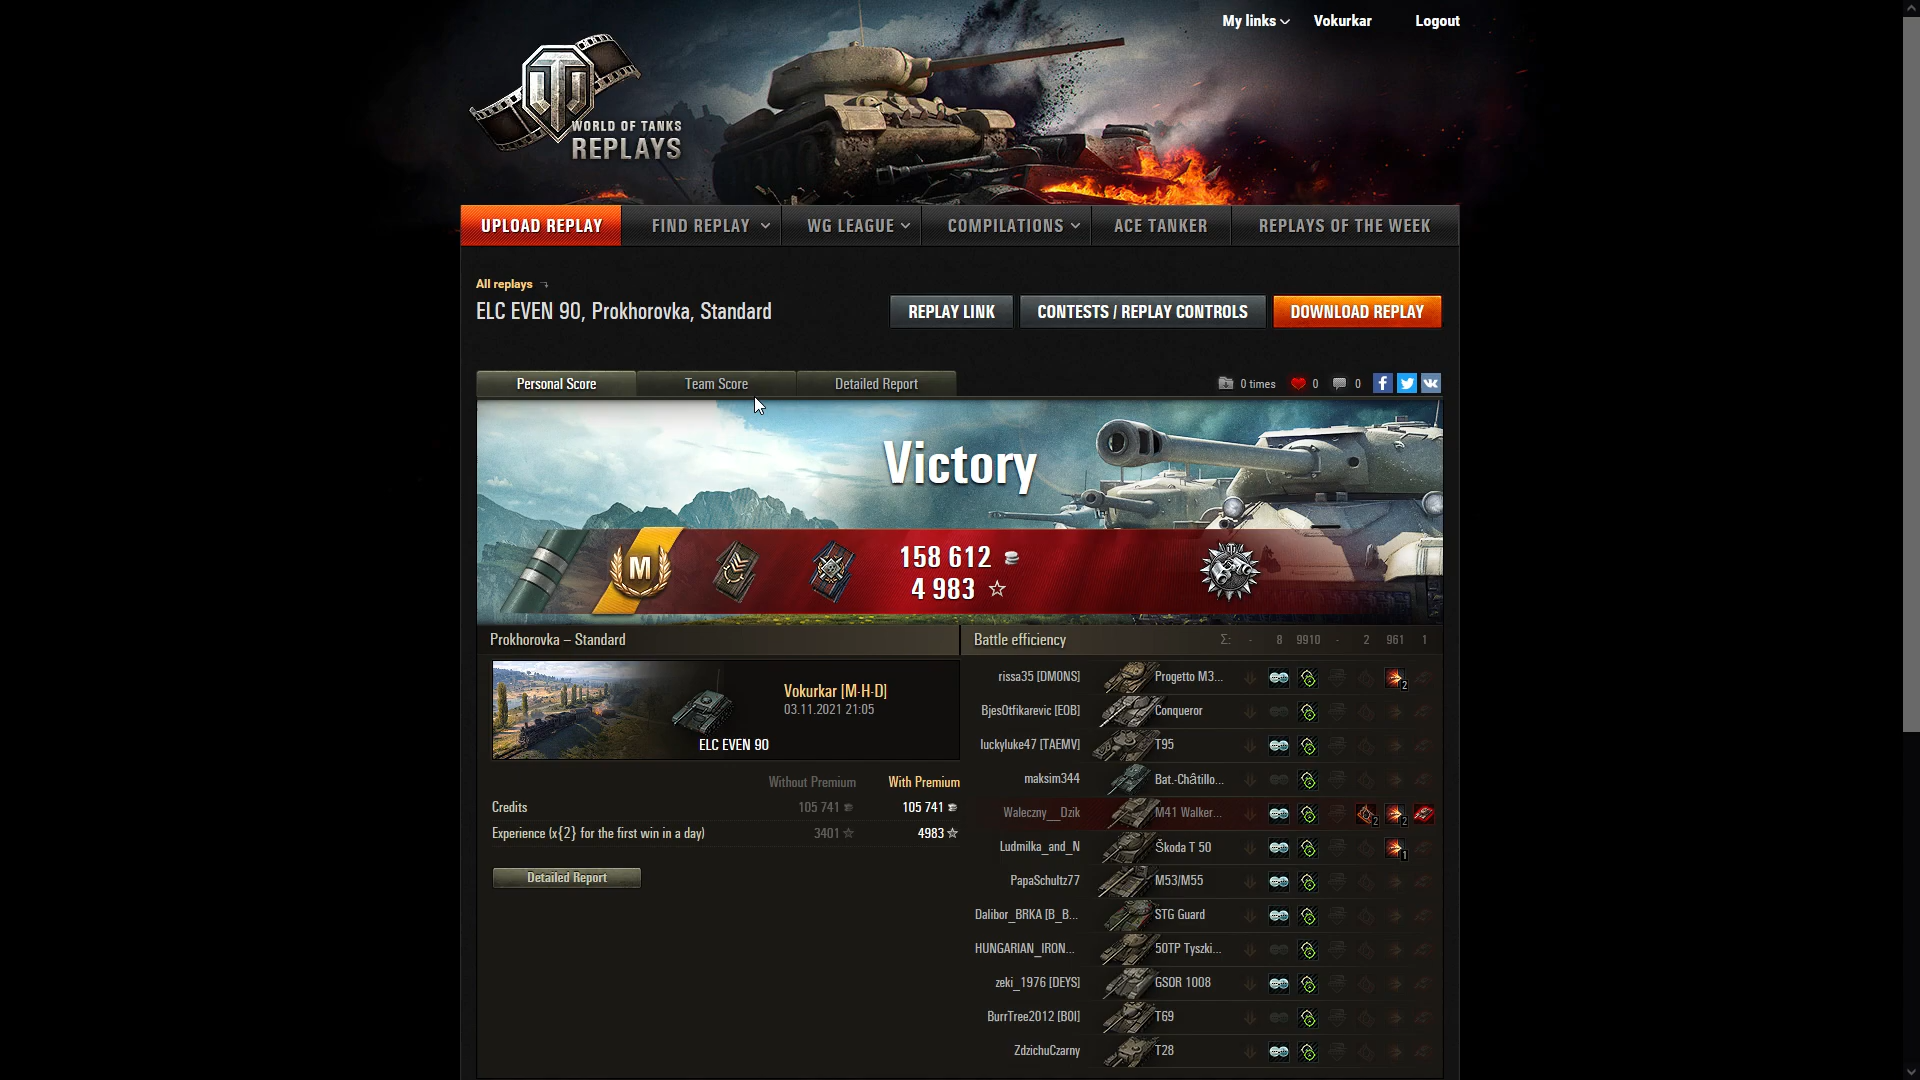 My links Vokurkar Logout
WORLD OF TANKS
REPLAYS
UPLOAD REPLAY FIND REPLAY WG LEAGUE COMPILATIONS ACE TANKER REPLAYS OF THE WEEK
All replays
ELC EVEN 90, Prokhorovka, Standard
REPLAY LINK CONTESTS / REPLAY CONTROLS DOWNLOAD REPLAY
Personal Score Team Score Detailed Report 0 times 0 0
Victory
M
158 612
4 983
Prokhorovka – Standard
Vokurkar [M-H-D]
03.11.2021 21:05
ELC EVEN 90
Without Premium With Premium
Credits 105 741 105 741
Experience (x{2} for the first win in a day) 3401 4983
Detailed Report
Battle efficiency Σ: - 8 9910 - 2 961 1
rissa35 [DMONS] Progetto M3... 2
BjesOtfikarevic [EOB] Conqueror
luckyluke47 [TAEMV] T95
maksim344 Bat.-Châtillo...
Waleczny__Dzik M41 Walker... 2 2
Ludmilka_and_N Škoda T 50 1
PapaSchultz77 M53/M55
Dalibor_BRKA [B_B... STG Guard
HUNGARIAN_IRON... 50TP Tyszki...
zeki_1976 [DEYS] GSOR 1008
BurrTree2012 [BOI] T69
ZdzichuCzarny T28